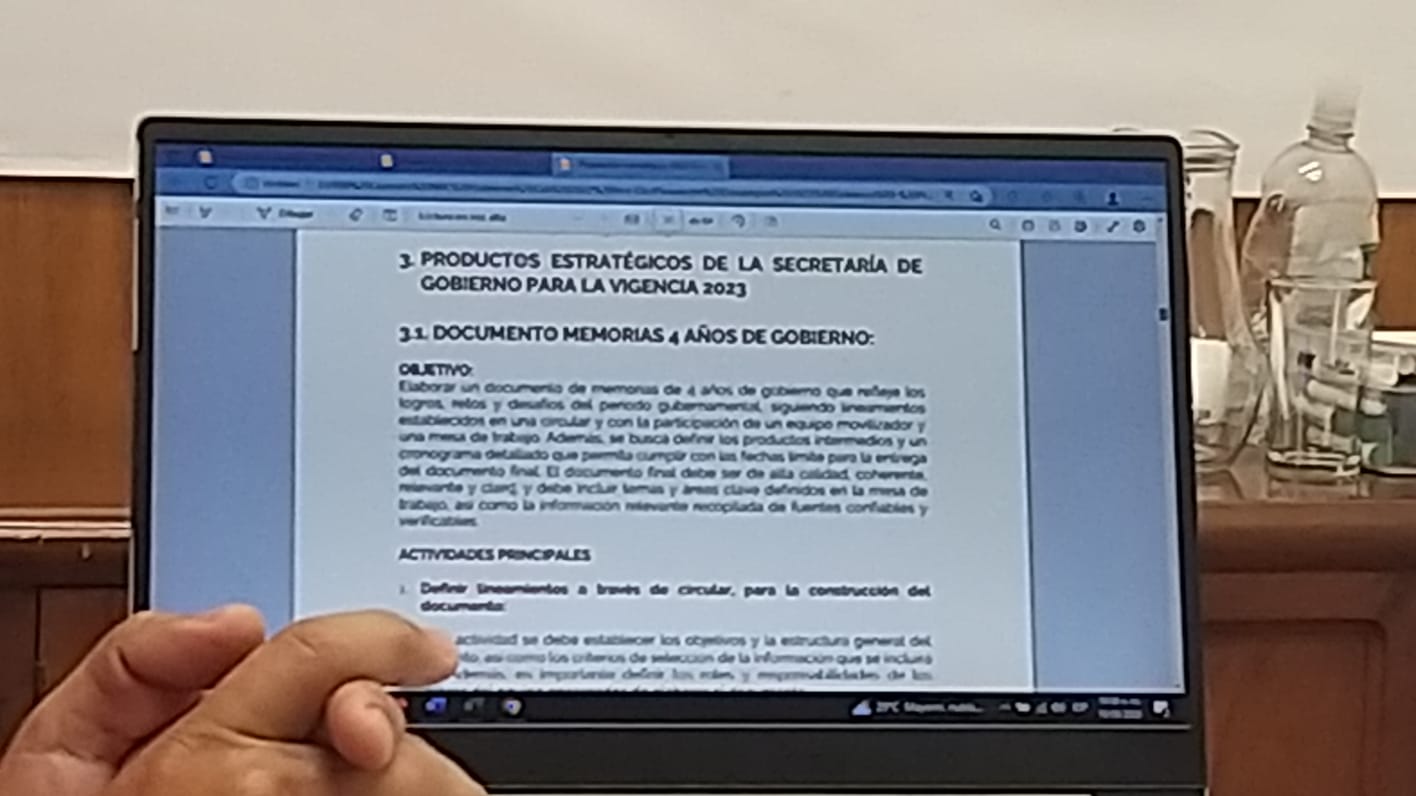 Dibujar
3. PRODUCTOS ESTRATÉGICOS DE LA SECRETARÍA DE
GOBIERNO PARA LA VIGENCIA 2023
3.1. DOCUMENTO MEMORIAS 4 AÑOS DE GOBIERNO:
OBJETIVO:
Elaborar un documento de memorias de 4 años de gobierno que refleje los
logros, retos y desafíos del periodo gubernamental, siguiendo lineamientos
establecidos en una circular y con la participación de un equipo movilizador y
una mesa de trabajo. Además, se busca definir los productos intermedios y un
cronograma detallado que permita cumplir con las fechas límite para la entrega
del documento final. El documento final debe ser de alta calidad, coherente,
relevante y claro, y debe incluir temas y áreas clave definidos en la mesa de
trabajo, así como la información relevante recopilada de fuentes confiables y
verificables.
ACTIVIDADES PRINCIPALES
1. Definir lineamientos a través de circular, para la construcción del
documento:
actividad se debe establecer los objetivos y la estructura general del
así como los criterios de selección de la información que se incluirá
es importante definir los roles y responsabilidades de los
29°C Mayorm. nubla...
ESP